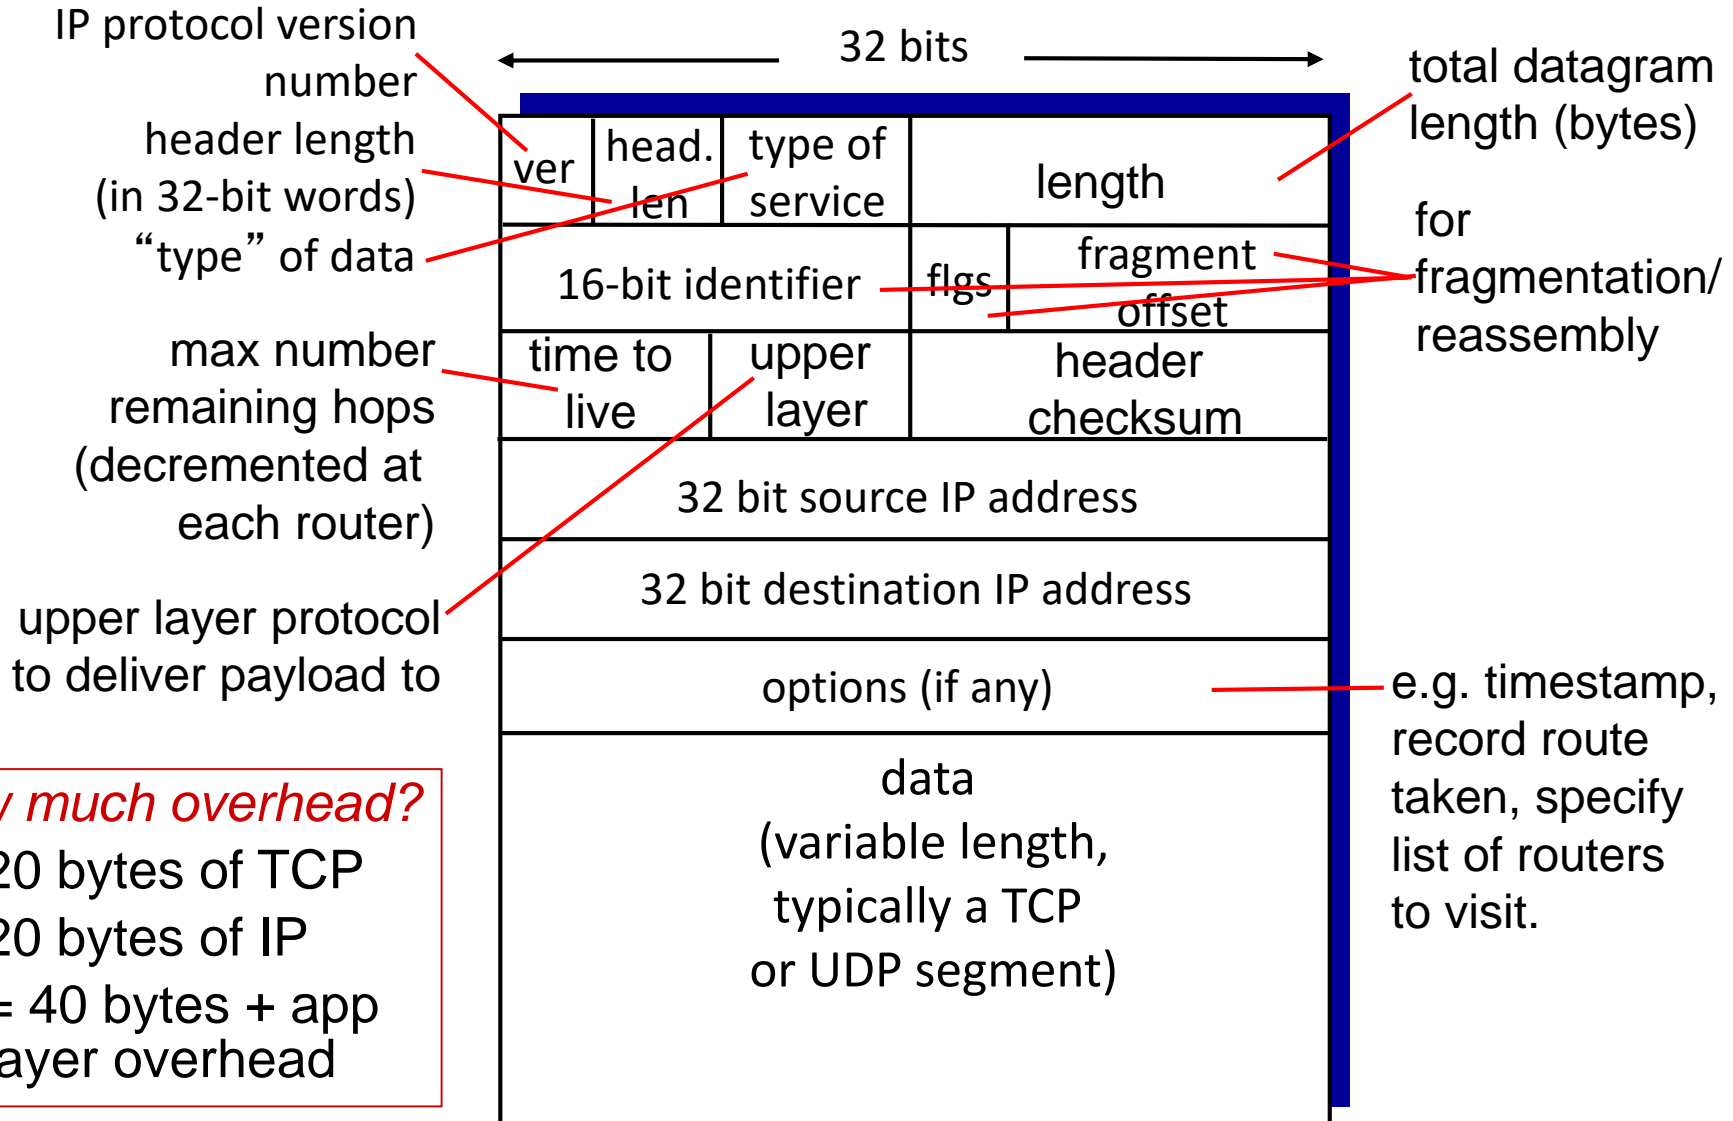 IP protocol version
number
header length
(in 32-bit words)
“type” of data
max number
remaining hops
(decremented at
each router)
upper layer protocol
to deliver payload to
much overhead?
20 bytes of TCP
20 bytes of IP
= 40 bytes + app
overhead
32 bits
ver
head.
len
type of
service
length
16-bit identifier
flgs
fragment
offset
time to
live
upper
layer
header
checksum
32 bit source IP address
32 bit destination IP address
options (if any)
data
(variable length,
typically a TCP
or UDP segment)
total datagram
length (bytes)
for
fragmentation/
reassembly
e.g. timestamp,
record route
taken, specify
list of routers
to visit.